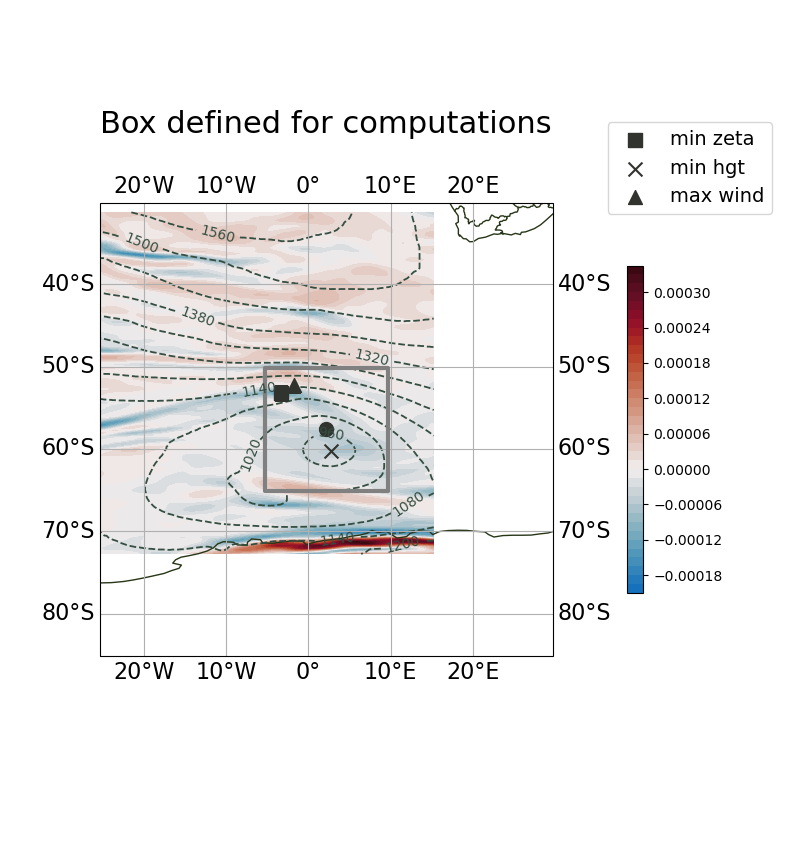 Box defined for computations
min zeta
min hgt
max wind
20°W 10°W 0° 10°E 20°E
1560
1500
40°S 40°S
1380
1320
50°S 50°S
1140
60°S 60°S
1020
1080
70°S 70°S
1140
1200
80°S 80°S
20°W 10°W 0° 10°E 20°E
0.00030
0.00024
0.00018
0.00012
0.00006
0.00000
−0.00006
−0.00012
−0.00018